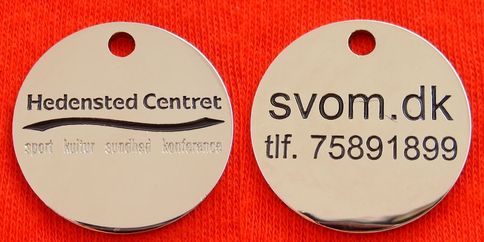 Hedensted Centret
sport kultur sundhed konference
svom.dk
tlf. 75891899